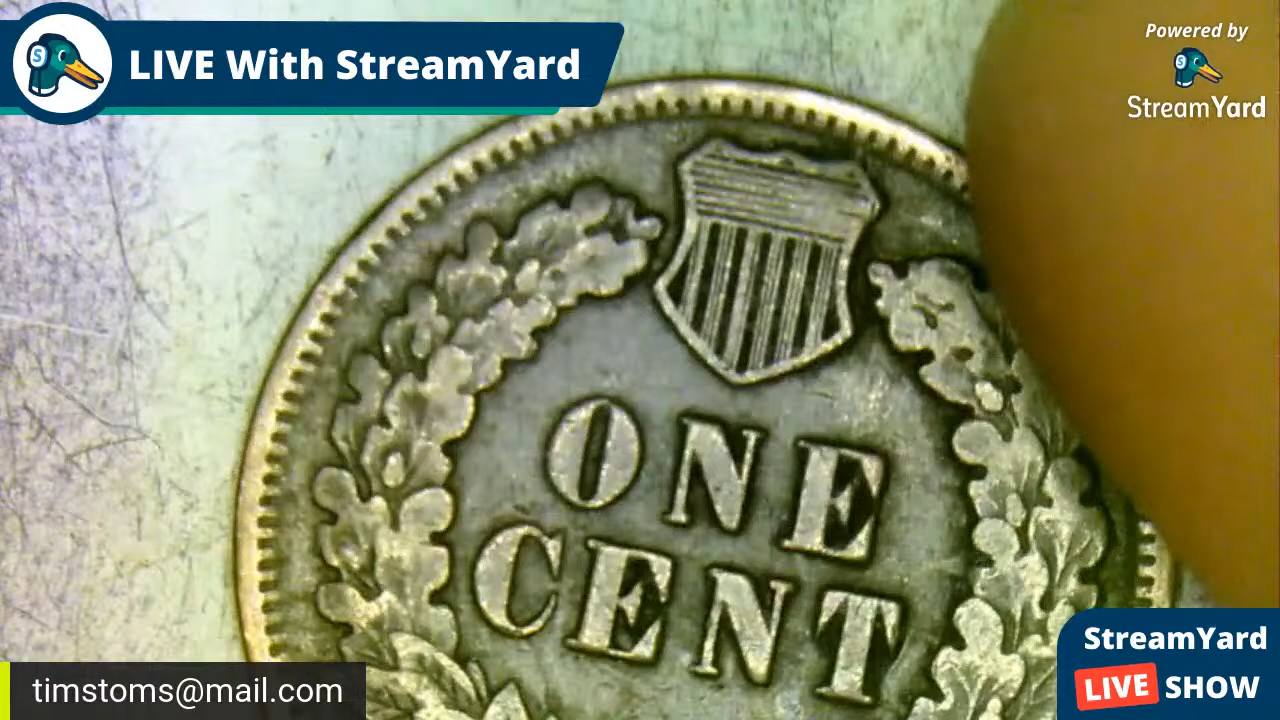 LIVE With StreamYard
Powered by
StreamYard
ONE
CENT
StreamYard
LIVE SHOW
timstoms@mail.com